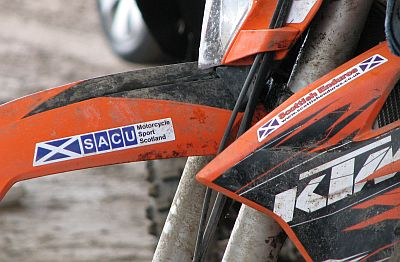 SACU
Motorcycle
Sport
Scotland
Scottish Enduro
KTM